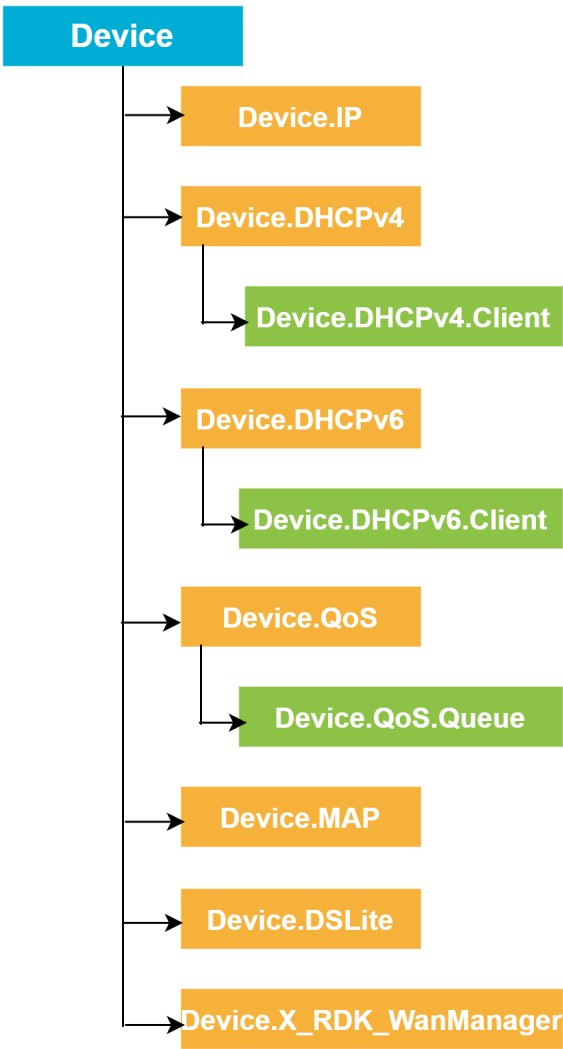 Device
Device.IP
Device.DHCPv4
Device.DHCPv4.Client
Device.DHCPv6
Device.DHCPv6.Client
Device.QoS
Device.QoS.Queue
Device.MAP
Device.DSLite
Device.X_RDK_WanManager